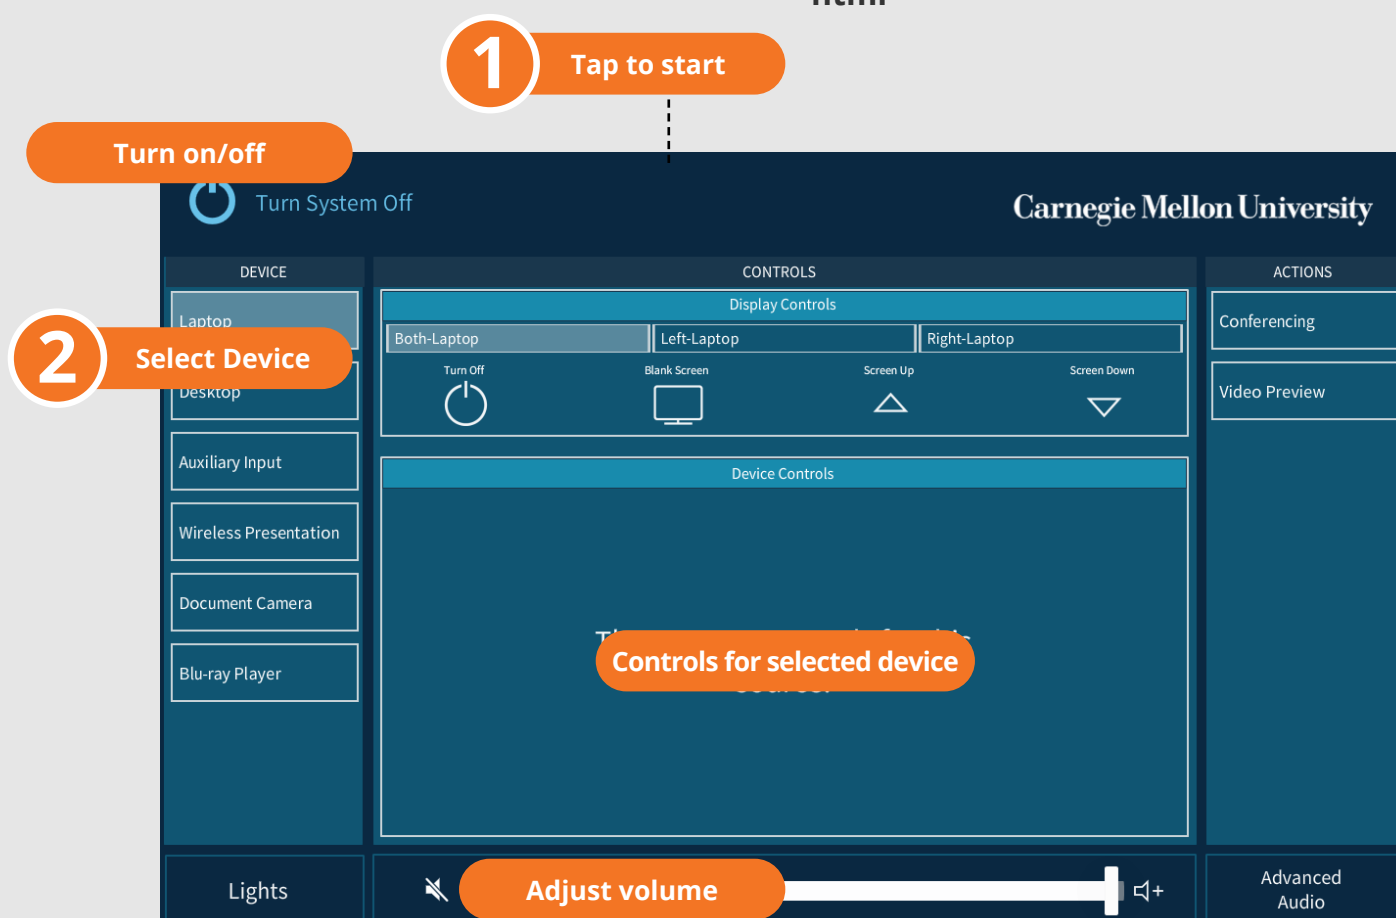 1
Tap to start
Turn on/off
Turn System Off
Carnegie Mellon University
DEVICE
CONTROLS
ACTIONS
Laptop
2
Select Device
Desktop
Auxiliary Input
Wireless Presentation
Document Camera
Blu-ray Player
Display Controls
Both-Laptop
Left-Laptop
Right-Laptop
Turn Off
Blank Screen
Screen Up
Screen Down
Device Controls
Controls for selected device
Conferencing
Video Preview
Lights
Adjust volume
+
Advanced
Audio